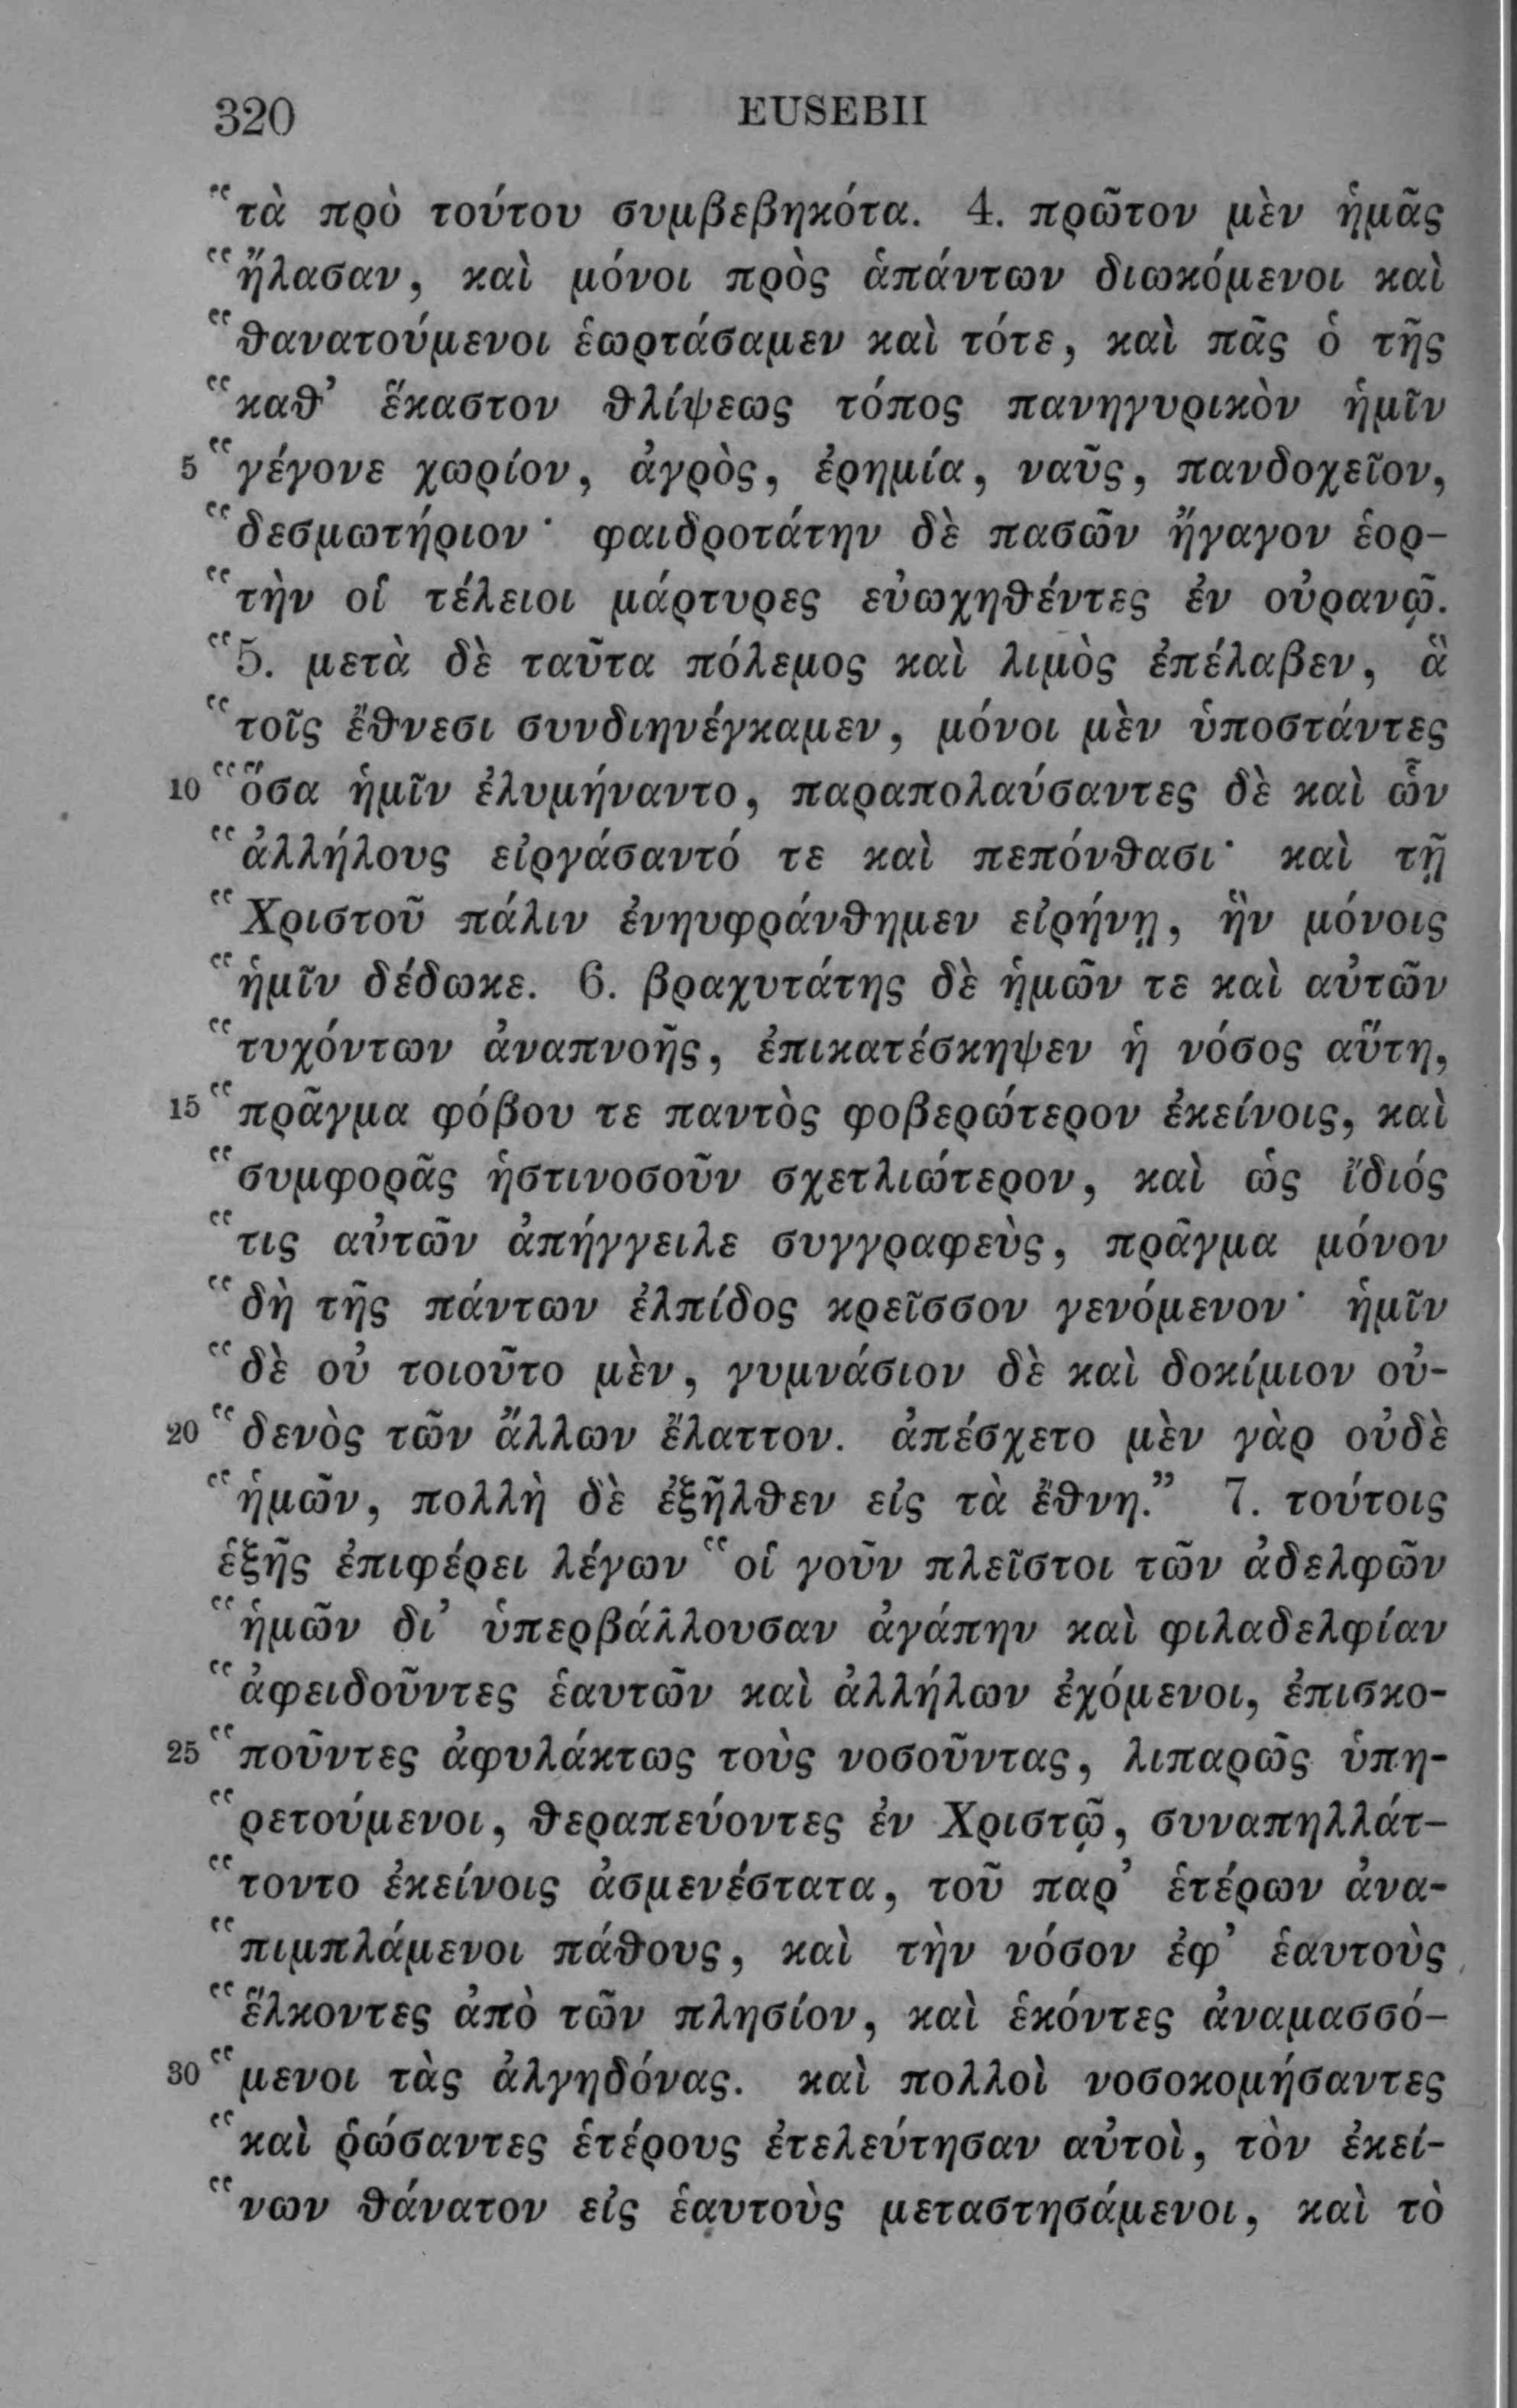 320 EUSEBII
“τὰ πρὸ τούτου συμβεβηκότα. 4. πρῶτον μὲν ἡμᾶς
“ἤλασαν, καὶ μόνοι πρὸς ἁπάντων διωκόμενοι καὶ
“θανατούμενοι ἑωρτάσαμεν καὶ τότε, καὶ πᾶς ὁ τῆς
“καθ’ ἕκαστον θλίψεως τόπος πανηγυρικὸν ἡμῖν
5 “γέγονε χωρίον, ἀγρὸς, ἐρημία, ναῦς, πανδοχεῖον,
“δεσμωτήριον· φαιδροτάτην δὲ πασῶν ἤγαγον ἑορ-
“τὴν οἱ τέλειοι μάρτυρες εὐωχηθέντες ἐν οὐρανῷ.
“5. μετὰ δὲ ταῦτα πόλεμος καὶ λιμὸς ἐπέλαβεν, ἃ
“τοῖς ἔθνεσι συνδιηνέγκαμεν, μόνοι μὲν ὑποστάντες
10 “ὅσα ἡμῖν ἐλυμήναντο, παραπολαύσαντες δὲ καὶ ὧν
“ἀλλήλους εἰργάσαντό τε καὶ πεπόνθασι· καὶ τῇ
“Χριστοῦ πάλιν ἐνηυφράνθημεν εἰρήνῃ, ἣν μόνοις
“ἡμῖν δέδωκε. 6. βραχυτάτης δὲ ἡμῶν τε καὶ αὐτῶν
“τυχόντων ἀναπνοῆς, ἐπικατέσκηψεν ἡ νόσος αὕτη,
15 “πρᾶγμα φόβου τε παντὸς φοβερώτερον ἐκείνοις, καὶ
“συμφορᾶς ἡστινοσοῦν σχετλιώτερον, καὶ ὡς ἴδιός
“τις αὐτῶν ἀπήγγειλε συγγραφεὺς, πρᾶγμα μόνον
“δὴ τῆς πάντων ἐλπίδος κρεῖσσον γενόμενον· ἡμῖν
“δὲ οὐ τοιοῦτο μὲν, γυμνάσιον δὲ καὶ δοκίμιον οὐ-
20 “δενὸς τῶν ἄλλων ἔλαττον. ἀπέσχετο μὲν γὰρ οὐδὲ
“ἡμῶν, πολλὴ δὲ ἐξῆλθεν εἰς τὰ ἔθνη.” 7. τούτοις
ἑξῆς ἐπιφέρει λέγων “οἱ γοῦν πλεῖστοι τῶν ἀδελφῶν
“ἡμῶν δι’ ὑπερβάλλουσαν ἀγάπην καὶ φιλαδελφίαν
“ἀφειδοῦντες ἑαυτῶν καὶ ἀλλήλων ἐχόμενοι, ἐπισκο-
25 “ποῦντες ἀφυλάκτως τοὺς νοσοῦντας, λιπαρῶς ὑπη-
“ρετούμενοι, θεραπεύοντες ἐν Χριστῷ, συναπηλλάτ-
“τοντο ἐκείνοις ἀσμενέστατα, τοῦ παρ’ ἑτέρων ἀνα-
“πιμπλάμενοι πάθους, καὶ τὴν νόσον ἐφ’ ἑαυτοὺς
“ἕλκοντες ἀπὸ τῶν πλησίον, καὶ ἑκόντες ἀναμασσό-
30 “μενοι τὰς ἀλγηδόνας. καὶ πολλοὶ νοσοκομήσαντες
“καὶ ῥώσαντες ἑτέρους ἐτελεύτησαν αὐτοὶ, τὸν ἐκεί-
“νων θάνατον εἰς ἑαυτοὺς μεταστησάμενοι, καὶ τὸ